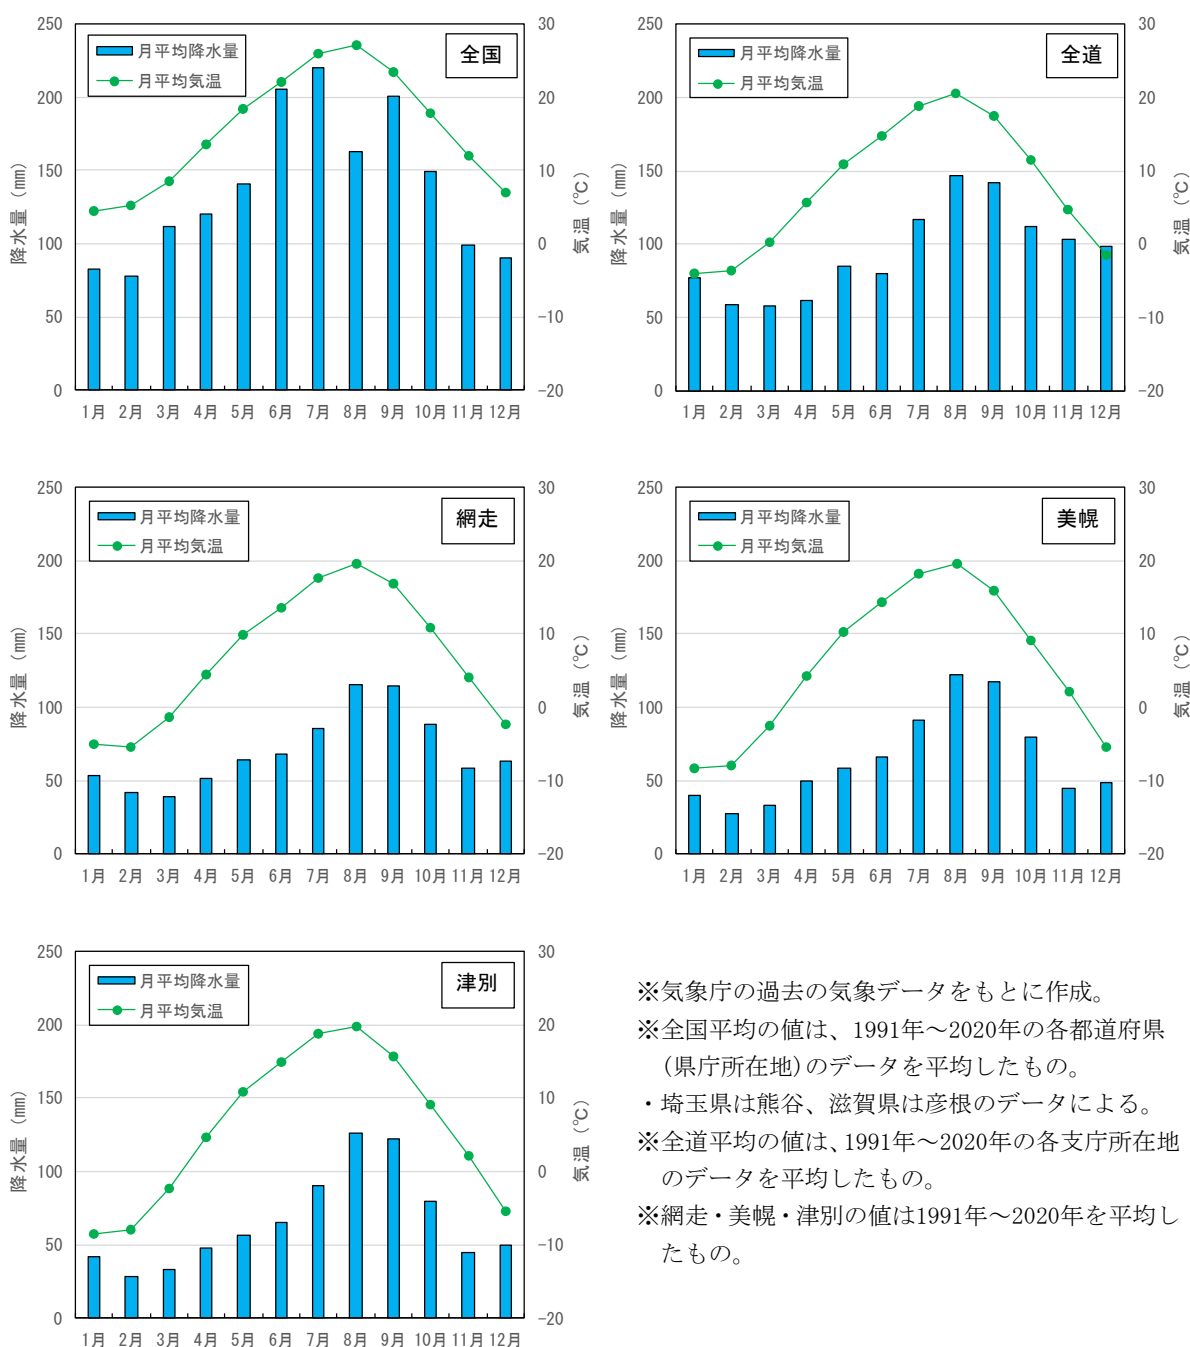 全国
月平均降水量
月平均気温
降水量 (㎜)
気温 (℃)
250
200
150
100
50
0
30
20
10
0
-10
-20
1月 2月 3月 4月 5月 6月 7月 8月 9月 10月 11月 12月
全道
月平均降水量
月平均気温
降水量 (㎜)
気温 (℃)
250
200
150
100
50
0
30
20
10
0
-10
-20
1月 2月 3月 4月 5月 6月 7月 8月 9月 10月 11月 12月
網走
月平均降水量
月平均気温
降水量 (㎜)
気温 (℃)
250
200
150
100
50
0
30
20
10
0
-10
-20
1月 2月 3月 4月 5月 6月 7月 8月 9月 10月 11月 12月
美幌
月平均降水量
月平均気温
降水量 (㎜)
気温 (℃)
250
200
150
100
50
0
30
20
10
0
-10
-20
1月 2月 3月 4月 5月 6月 7月 8月 9月 10月 11月 12月
津別
月平均降水量
月平均気温
降水量 (㎜)
気温 (℃)
250
200
150
100
50
0
30
20
10
0
-10
-20
1月 2月 3月 4月 5月 6月 7月 8月 9月 10月 11月 12月
※気象庁の過去の気象データをもとに作成。
※全国平均の値は、1991年～2020年の各都道府県
(県庁所在地)のデータを平均したもの。
・埼玉県は熊谷、滋賀県は彦根のデータによる。
※全道平均の値は、1991年～2020年の各支庁所在地
のデータを平均したもの。
※網走・美幌・津別の値は1991年～2020年を平均し
たもの。